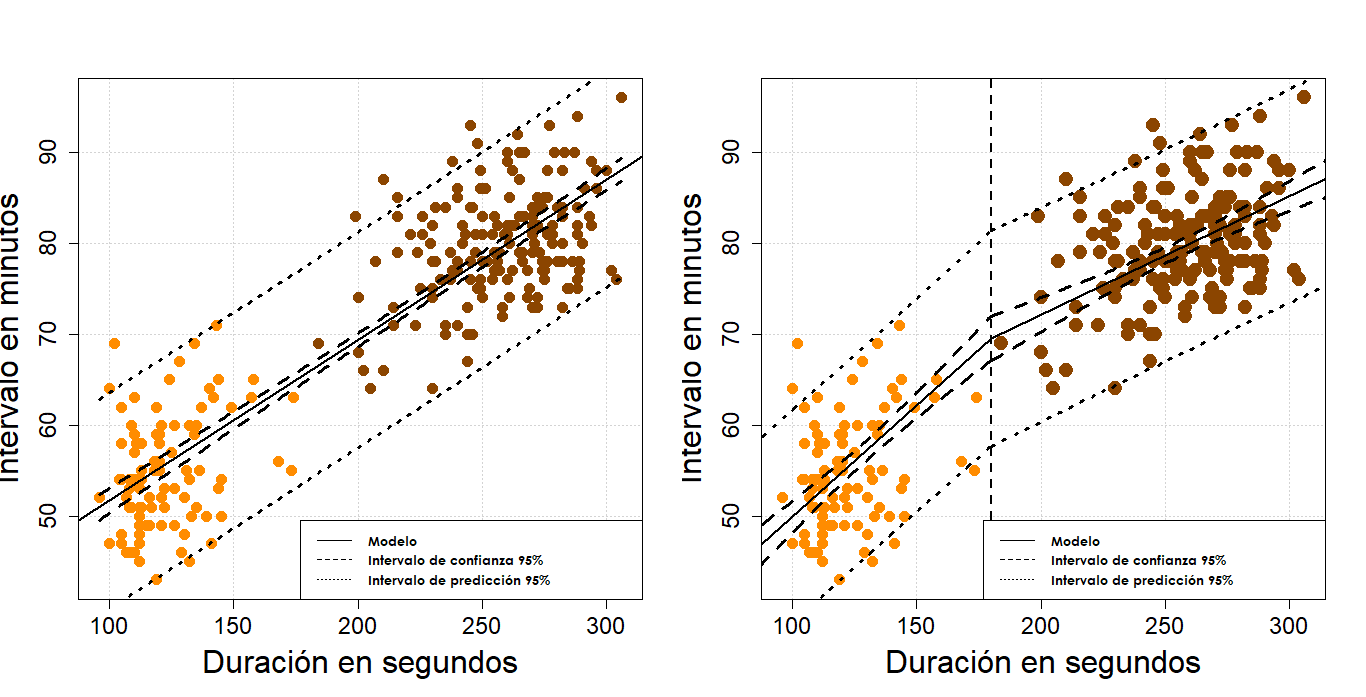 Intervalo en minutos
90
80
70
60
50
100
150
200
250
300
Duración en segundos
Modelo
Intervalo de confianza 95%
Intervalo de predicción 95%
Intervalo en minutos
90
80
70
60
50
100
150
200
250
300
Duración en segundos
Modelo
Intervalo de confianza 95%
Intervalo de predicción 95%